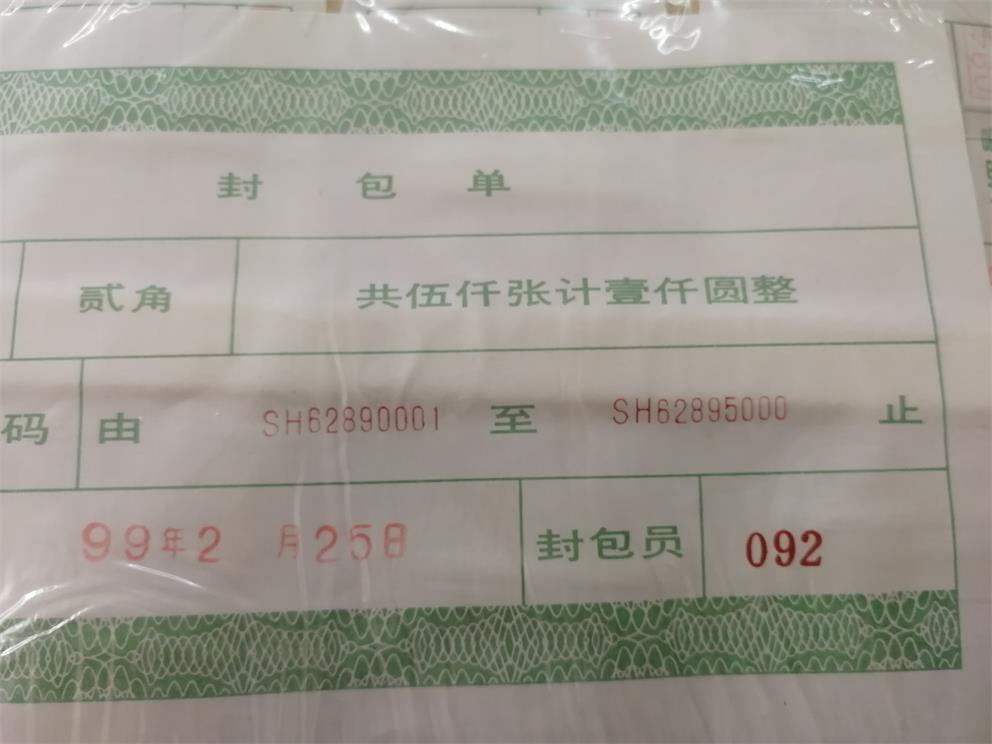 封包单
贰角 共伍仟张计壹仟圆整
码 由 SH62890001 至 SH62895000 止
99年2月25日 封包员 092